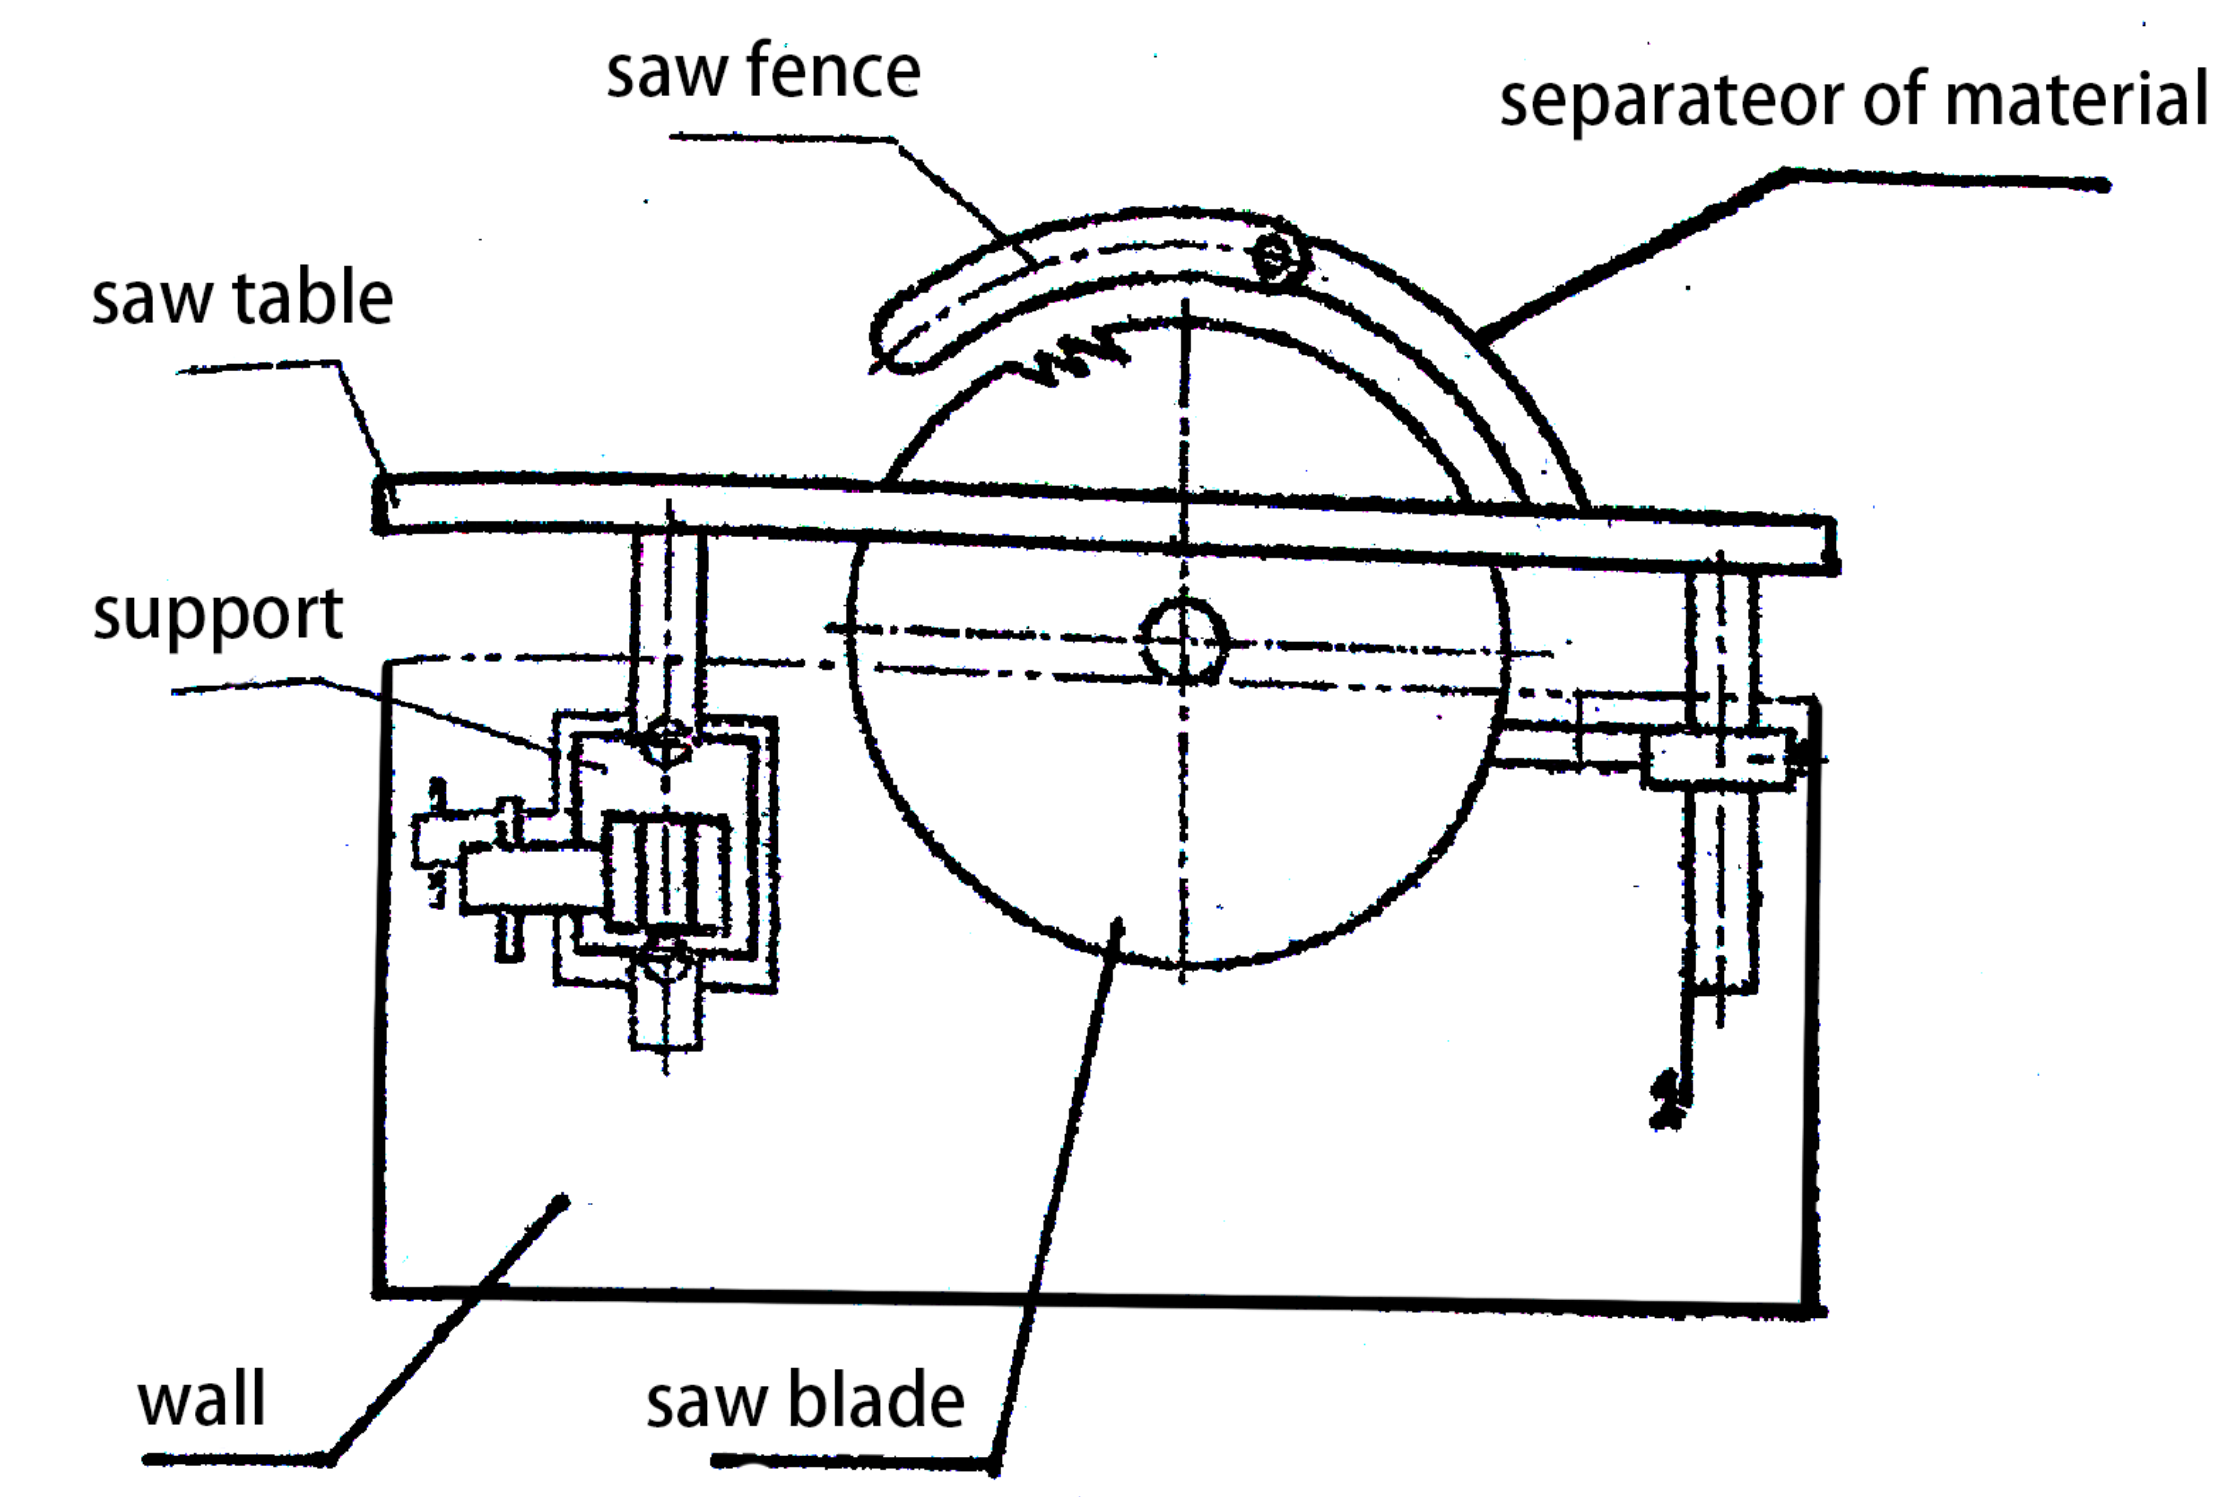 saw fence
separateor of material
saw table
support
wall
saw blade